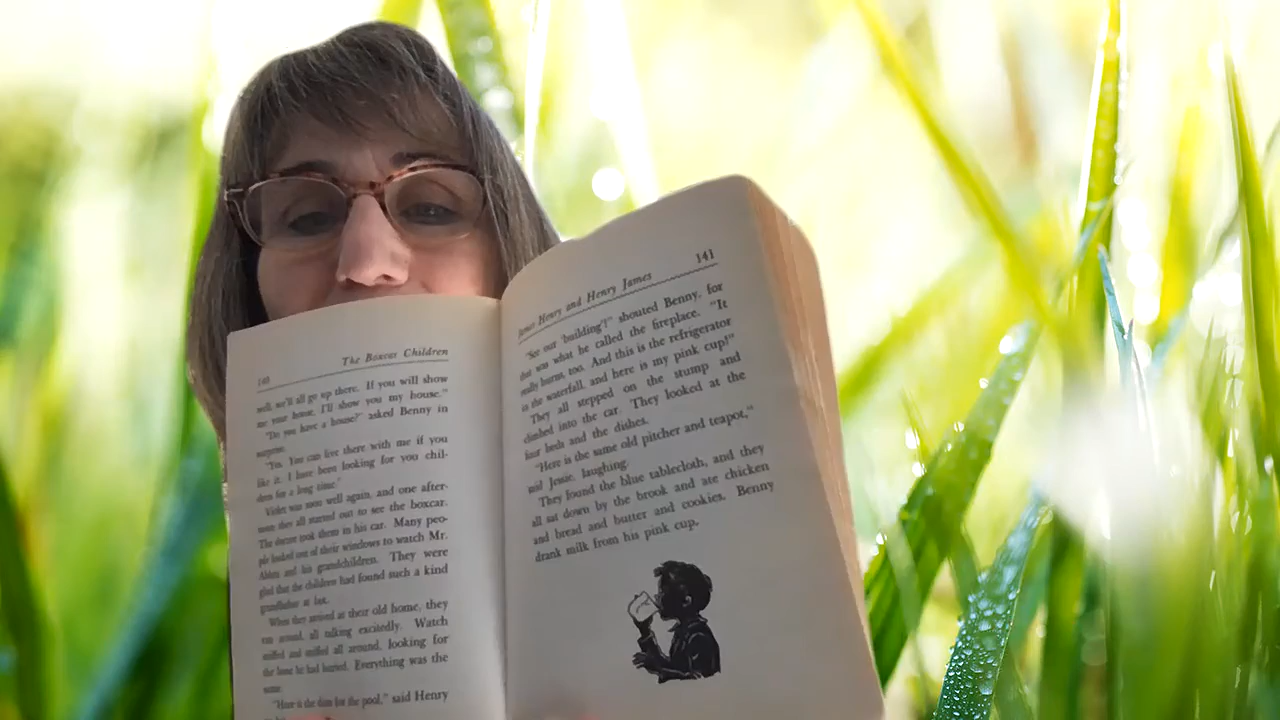 The Boxcar Children
140
well, we'll all go up there. If you will show
me your house, I'll show you my house."
"Do you have a house?" asked Benny in
surprise.
"Yes. You can live there with me if you
like it. I have been looking for you chil-
dren for a long time."
Violet was soon well again, and one after-
noon they all started out to see the boxcar.
The doctor took them in his car. Many peo-
ple looked out of their windows to watch Mr.
Alden and his grandchildren. They were
glad that the children had found such a kind
grandfather at last.
When they arrived at their old home, they
ran around, all talking excitedly. Watch
sniffed and sniffed all around, looking for
the bone he had buried. Everything was the
same.
"Here is the dam for the pool," said Henry
James Henry and Henry James
141
"See our 'building'!" shouted Benny, for
that was what he called the fireplace. "It
really burns, too. And this is the refrigerator
in the waterfall, and here is my pink cup!"
They all stepped on the stump and
climbed into the car. They looked at the
four beds and the dishes.
"Here is the same old pitcher and teapot,"
said Jessie, laughing.
They found the blue tablecloth, and they
all sat down by the brook and ate chicken
and bread and butter and cookies. Benny
drank milk from his pink cup.